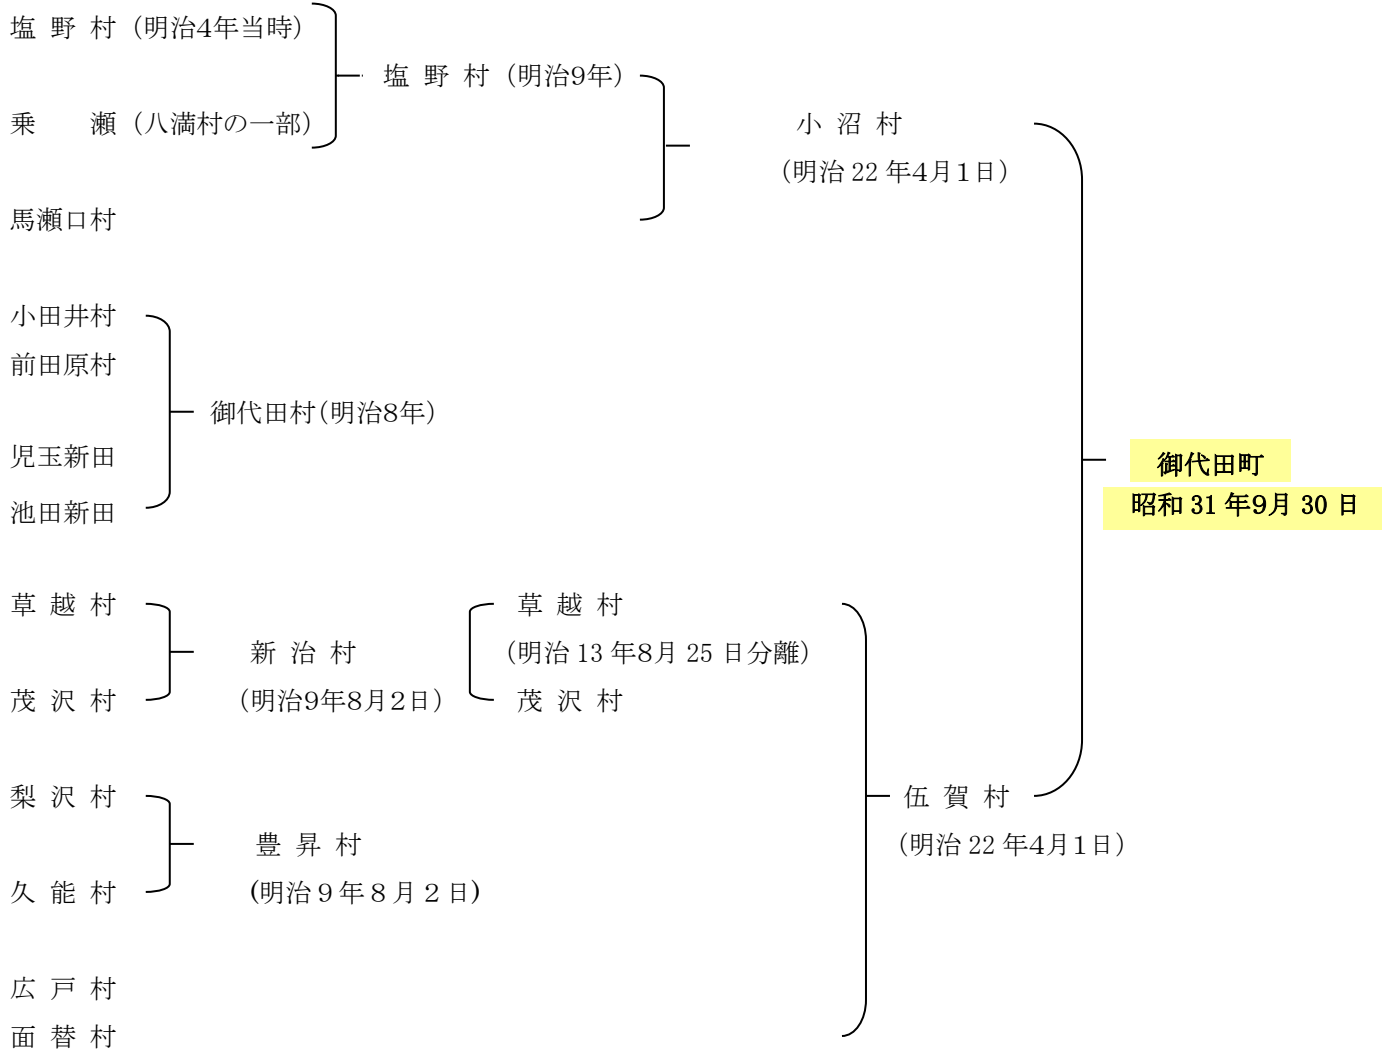 塩 野 村（明治4年当時）
塩 野 村（明治9年）
乗　　瀬（八満村の一部）
小 沼 村
（明治 22 年4月1日）
馬瀬口村
小田井村
前田原村
御代田村（明治8年）
児玉新田
池田新田
御代田町
昭和 31 年9月 30 日
草 越 村
草 越 村
新 治 村
（明治 13 年8月 25 日分離）
茂 沢 村
（明治9年8月2日）
茂 沢 村
梨 沢 村
伍 賀 村
豊 昇 村
（明治 22 年4月1日）
久 能 村
(明治９年８月２日)
広 戸 村
面 替 村